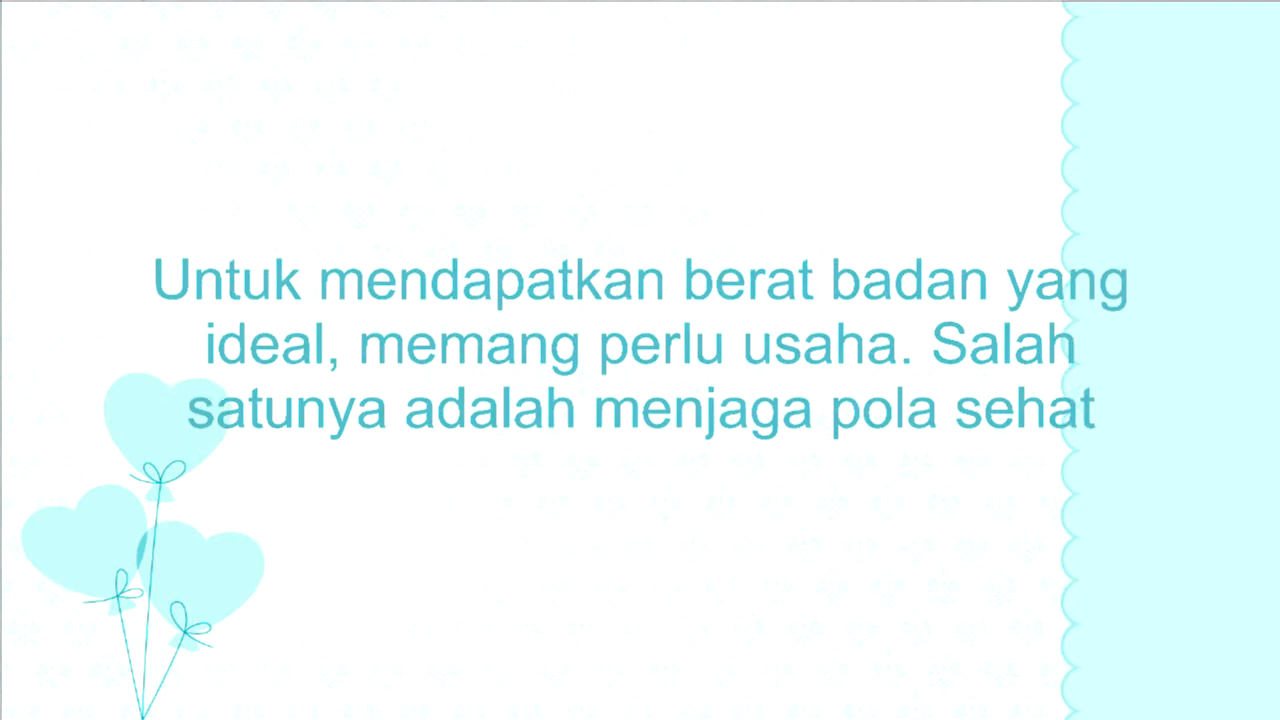 Untuk mendapatkan berat badan yang
ideal, memang perlu usaha. Salah
satunya adalah menjaga pola sehat